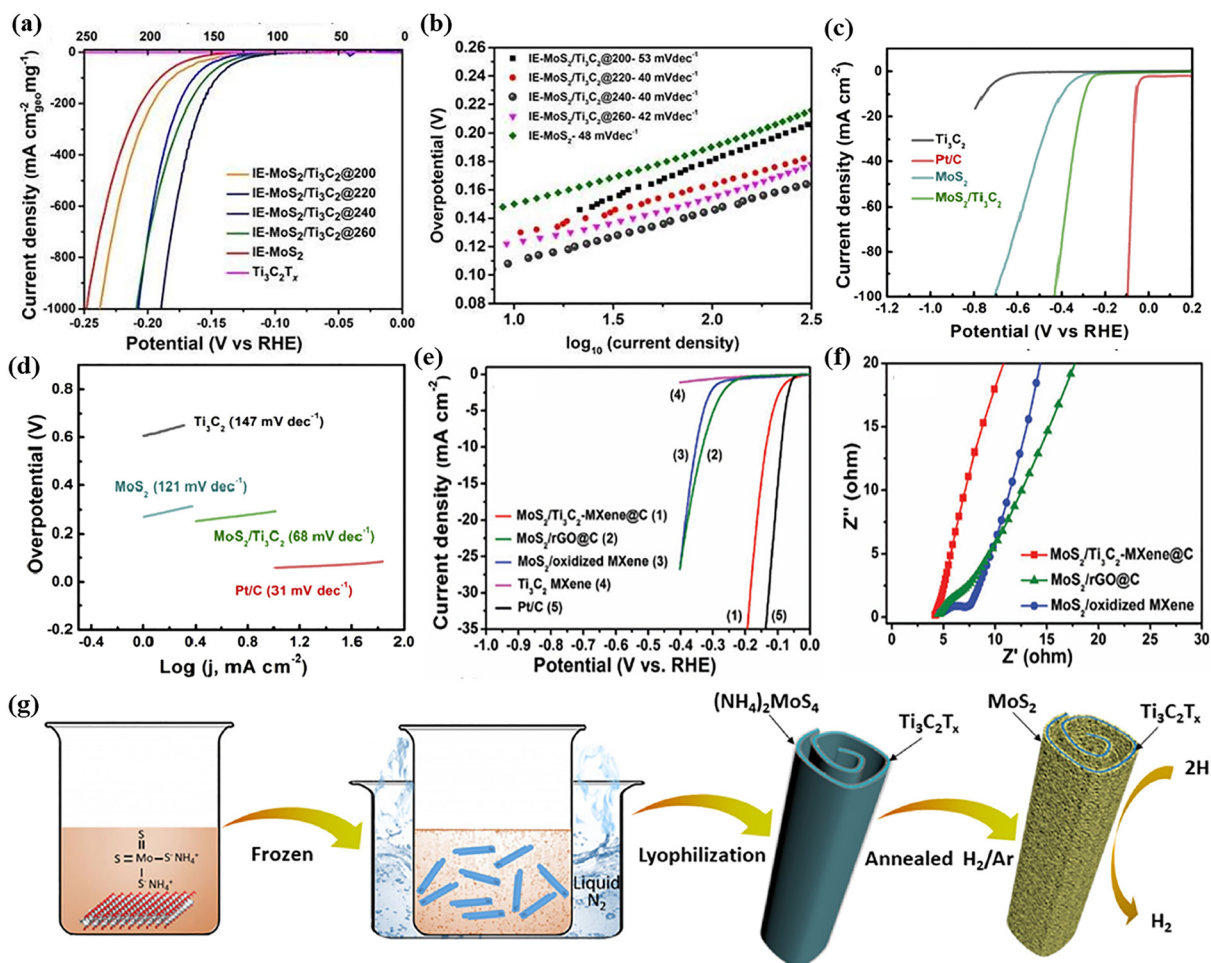 (a)
250 200 150 100 50 0
0
-200
-400
-600
-800
-1000
Current density (mA cm⁻²geo mg⁻¹)
IE-MoS₂/Ti₃C₂@200
IE-MoS₂/Ti₃C₂@220
IE-MoS₂/Ti₃C₂@240
IE-MoS₂/Ti₃C₂@260
IE-MoS₂
Ti₃C₂Tₓ
-0.25 -0.20 -0.15 -0.10 -0.05 0.00
Potential (V vs RHE)
(b)
0.26
0.24
0.22
0.20
0.18
0.16
0.14
0.12
0.10
0.08
Overpotential (V)
IE-MoS₂/Ti₃C₂@200- 53 mVdec⁻¹
IE-MoS₂/Ti₃C₂@220- 40 mVdec⁻¹
IE-MoS₂/Ti₃C₂@240- 40 mVdec⁻¹
IE-MoS₂/Ti₃C₂@260- 42 mVdec⁻¹
IE-MoS₂- 48 mVdec⁻¹
1.0 1.5 2.0 2.5
log₁₀ (current density)
(c)
0
-20
-40
-60
-80
-100
Current density (mA cm⁻²)
Ti₃C₂
Pt/C
MoS₂
MoS₂/Ti₃C₂
-1.2 -1.0 -0.8 -0.6 -0.4 -0.2 0.0 0.2
Potential (V vs RHE)
(d)
0.8
0.6
0.4
0.2
0.0
-0.2
Overpotential (V)
Ti₃C₂ (147 mV dec⁻¹)
MoS₂ (121 mV dec⁻¹)
MoS₂/Ti₃C₂ (68 mV dec⁻¹)
Pt/C (31 mV dec⁻¹)
-0.4 0.0 0.4 0.8 1.2 1.6 2.0
Log (j, mA cm⁻²)
(e)
0
-5
-10
-15
-20
-25
-30
-35
Current density (mA cm⁻²)
(4)
(3)
(2)
MoS₂/Ti₃C₂-MXene@C (1)
MoS₂/rGO@C (2)
MoS₂/oxidized MXene (3)
Ti₃C₂ MXene (4)
Pt/C (5)
(1)
(5)
-1.0 -0.9 -0.8 -0.7 -0.6 -0.5 -0.4 -0.3 -0.2 -0.1 0.0
Potential (V vs. RHE)
(f)
20
15
10
5
0
Z'' (ohm)
MoS₂/Ti₃C₂-MXene@C
MoS₂/rGO@C
MoS₂/oxidized MXene
0 5 10 15 20 25 30
Z' (ohm)
(g)
S
S=Mo—S⁻NH₄⁺
S⁻NH₄⁺
Frozen
Liquid
N₂
Lyophilization
(NH₄)₂MoS₄
Ti₃C₂Tₓ
Annealed H₂/Ar
MoS₂
Ti₃C₂Tₓ
2H
H₂